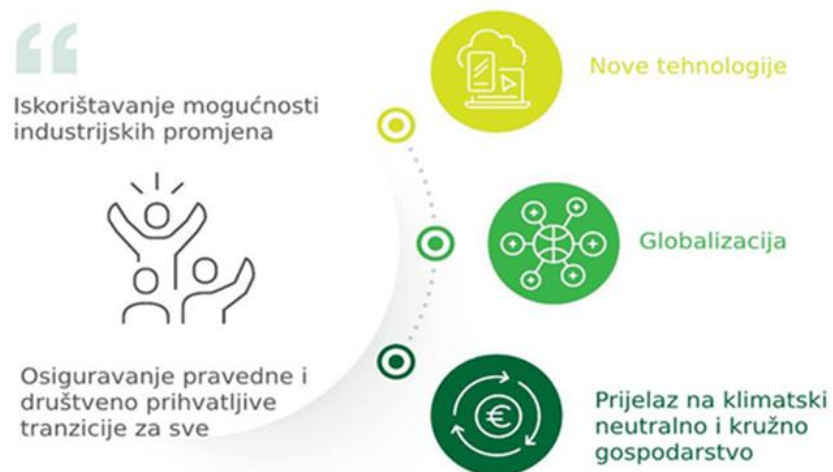 Iskorištavanje mogućnosti
industrijskih promjena
Osiguravanje pravedne i
društveno prihvatljive
tranzicije za sve
Nove tehnologije
Globalizacija
Prijelaz na klimatski
neutralno i kružno
gospodarstvo